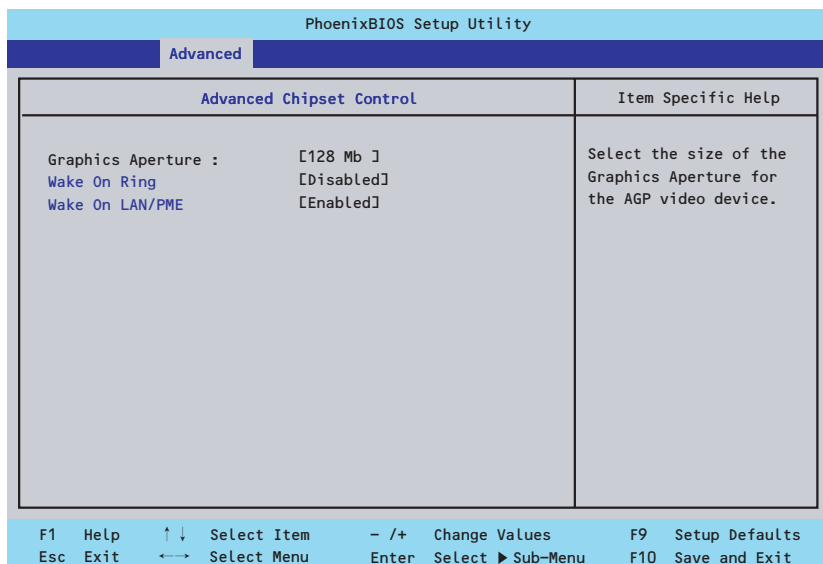 PhoenixBIOS Setup Utility
Advanced
Advanced Chipset Control
Item Specific Help
Graphics Aperture : [128 Mb ]
Wake On Ring [Disabled]
Wake On LAN/PME [Enabled]
Select the size of the
Graphics Aperture for
the AGP video device.
F1 Help ↑↓ Select Item – /+ Change Values F9 Setup Defaults
Esc Exit ←→ Select Menu Enter Select ▶ Sub-Menu F10 Save and Exit